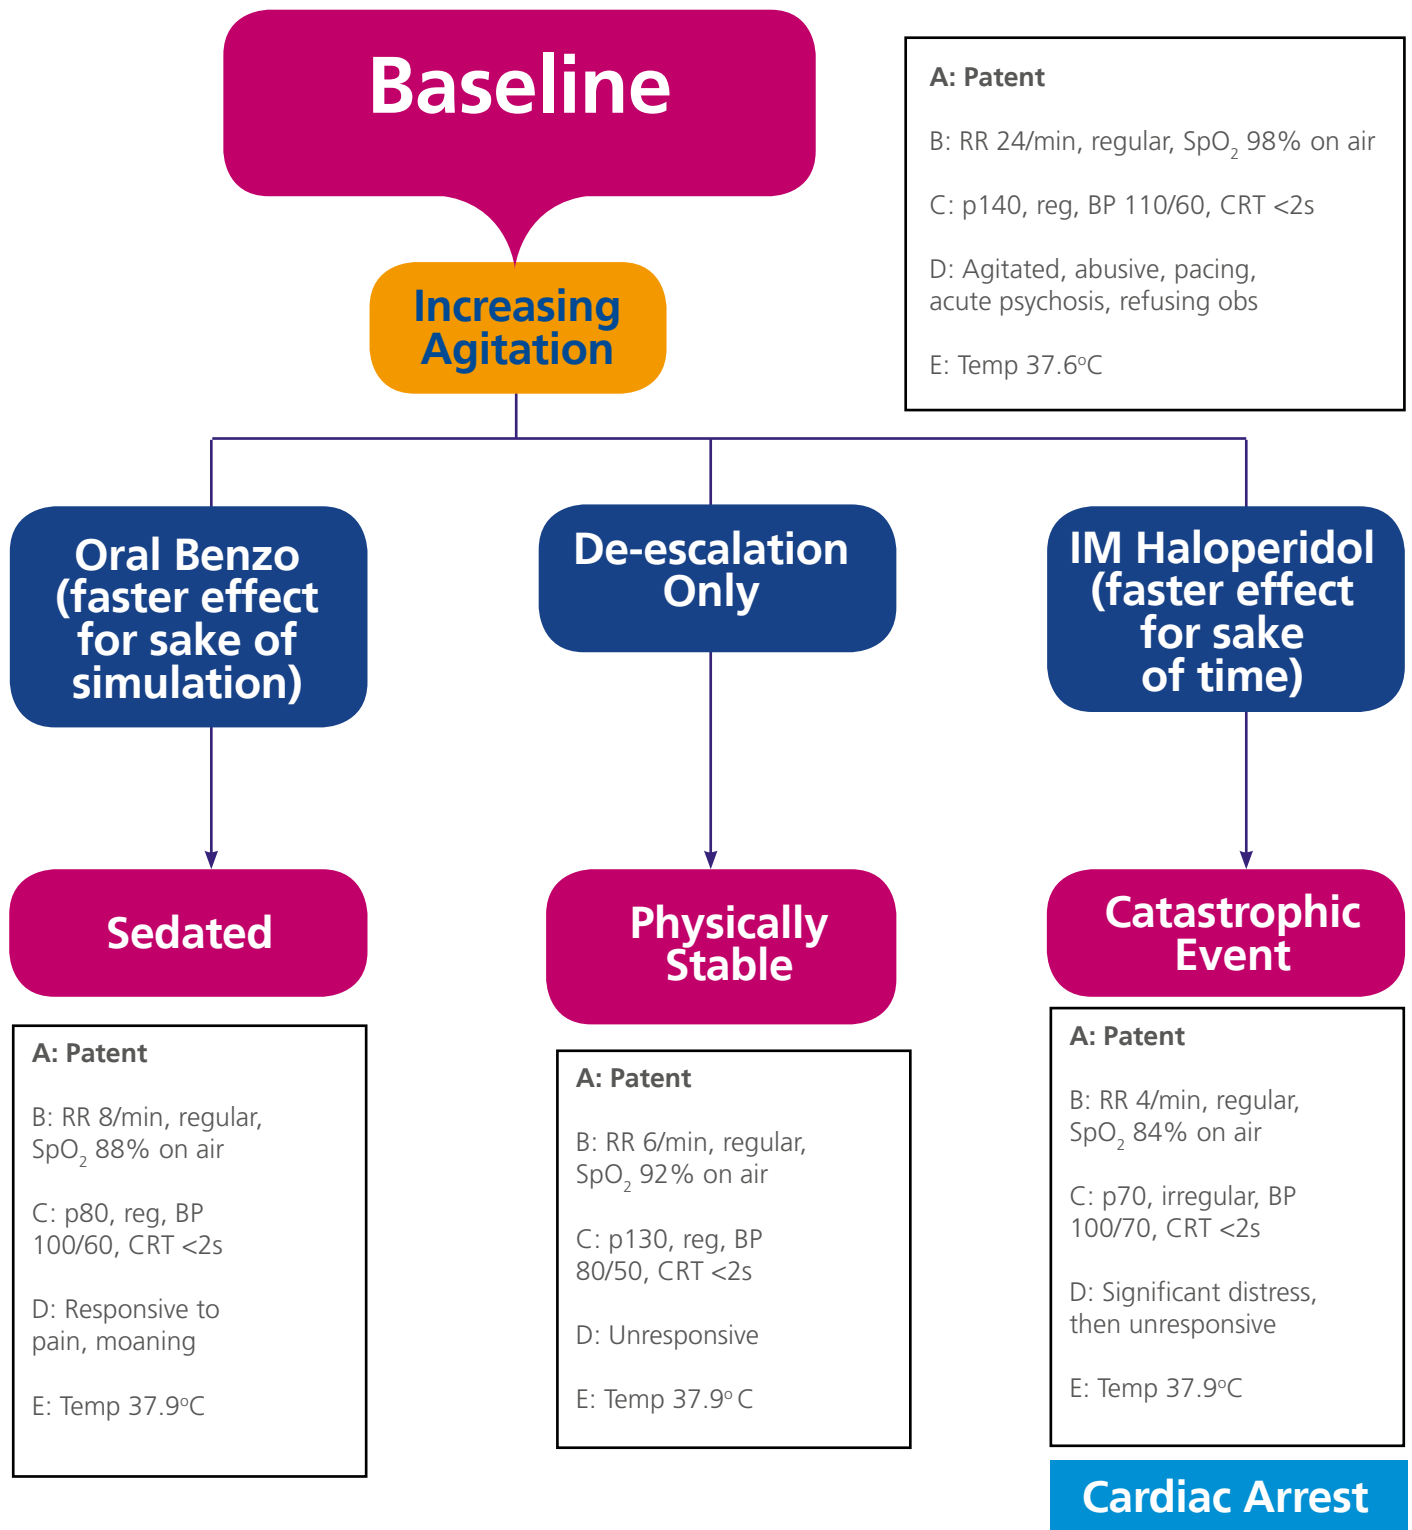 Baseline
A: Patent
B: RR 24/min, regular, SpO₂ 98% on air
C: p140, reg, BP 110/60, CRT <2s
D: Agitated, abusive, pacing,
acute psychosis, refusing obs
E: Temp 37.6ºC
Increasing
Agitation
Oral Benzo
(faster effect
for sake of
simulation)
De-escalation
Only
IM Haloperidol
(faster effect
for sake
of time)
Sedated
Physically
Stable
Catastrophic
Event
A: Patent
B: RR 8/min, regular,
SpO₂ 88% on air
C: p80, reg, BP
100/60, CRT <2s
D: Responsive to
pain, moaning
E: Temp 37.9ºC
A: Patent
B: RR 6/min, regular,
SpO₂ 92% on air
C: p130, reg, BP
80/50, CRT <2s
D: Unresponsive
E: Temp 37.9º C
A: Patent
B: RR 4/min, regular,
SpO₂ 84% on air
C: p70, irregular, BP
100/70, CRT <2s
D: Significant distress,
then unresponsive
E: Temp 37.9ºC
Cardiac Arrest